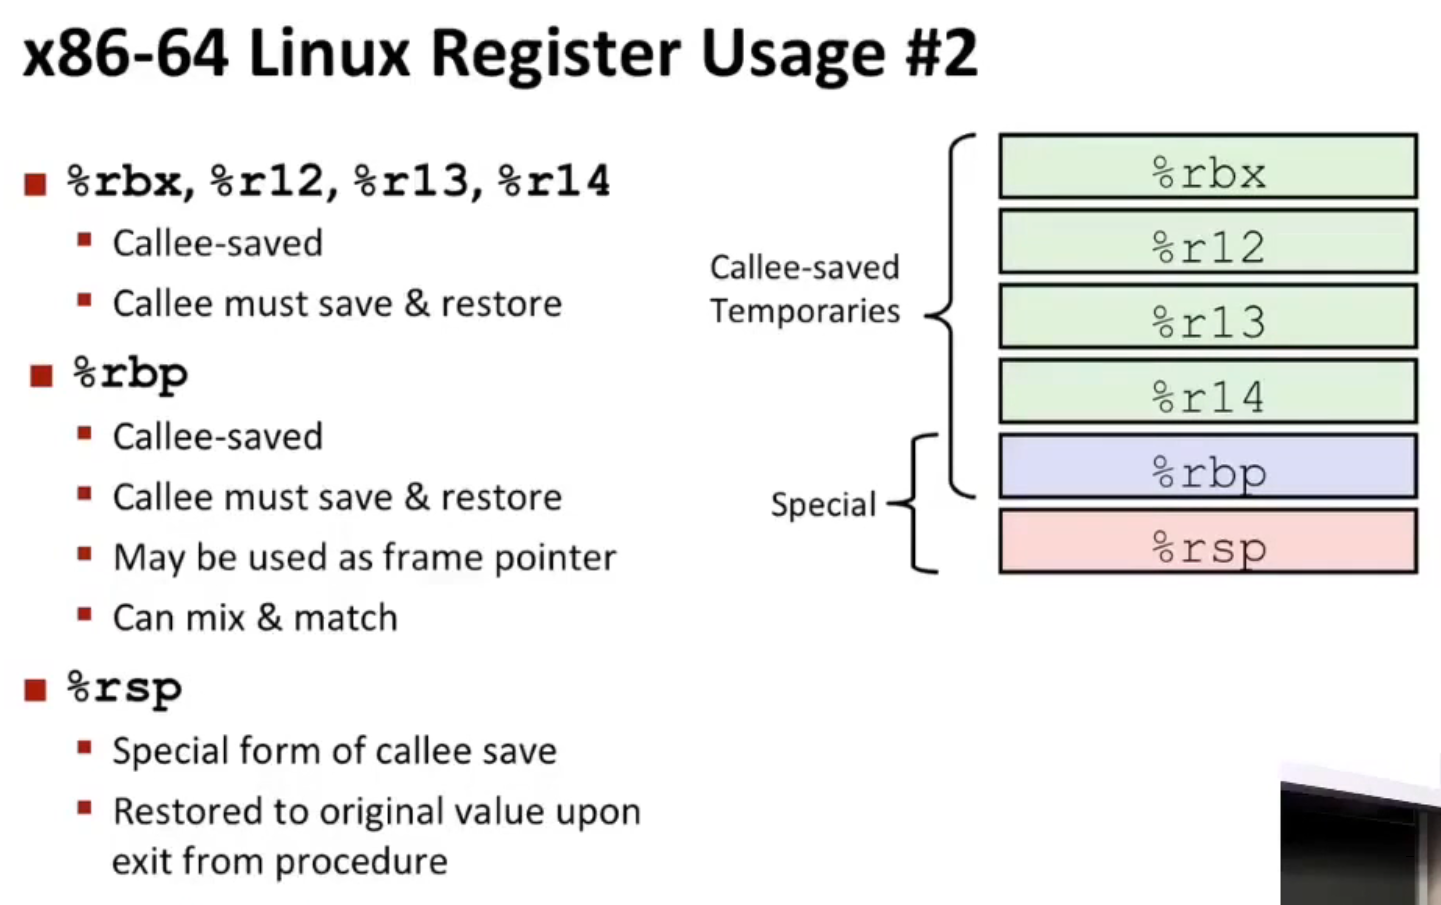 x86-64 Linux Register Usage #2
%rbx, %r12, %r13, %r14
Callee-saved
Callee must save & restore
%rbp
Callee-saved
Callee must save & restore
May be used as frame pointer
Can mix & match
%rsp
Special form of callee save
Restored to original value upon
exit from procedure
Callee-saved
Temporaries
Special
%rbx
%r12
%r13
%r14
%rbp
%rsp